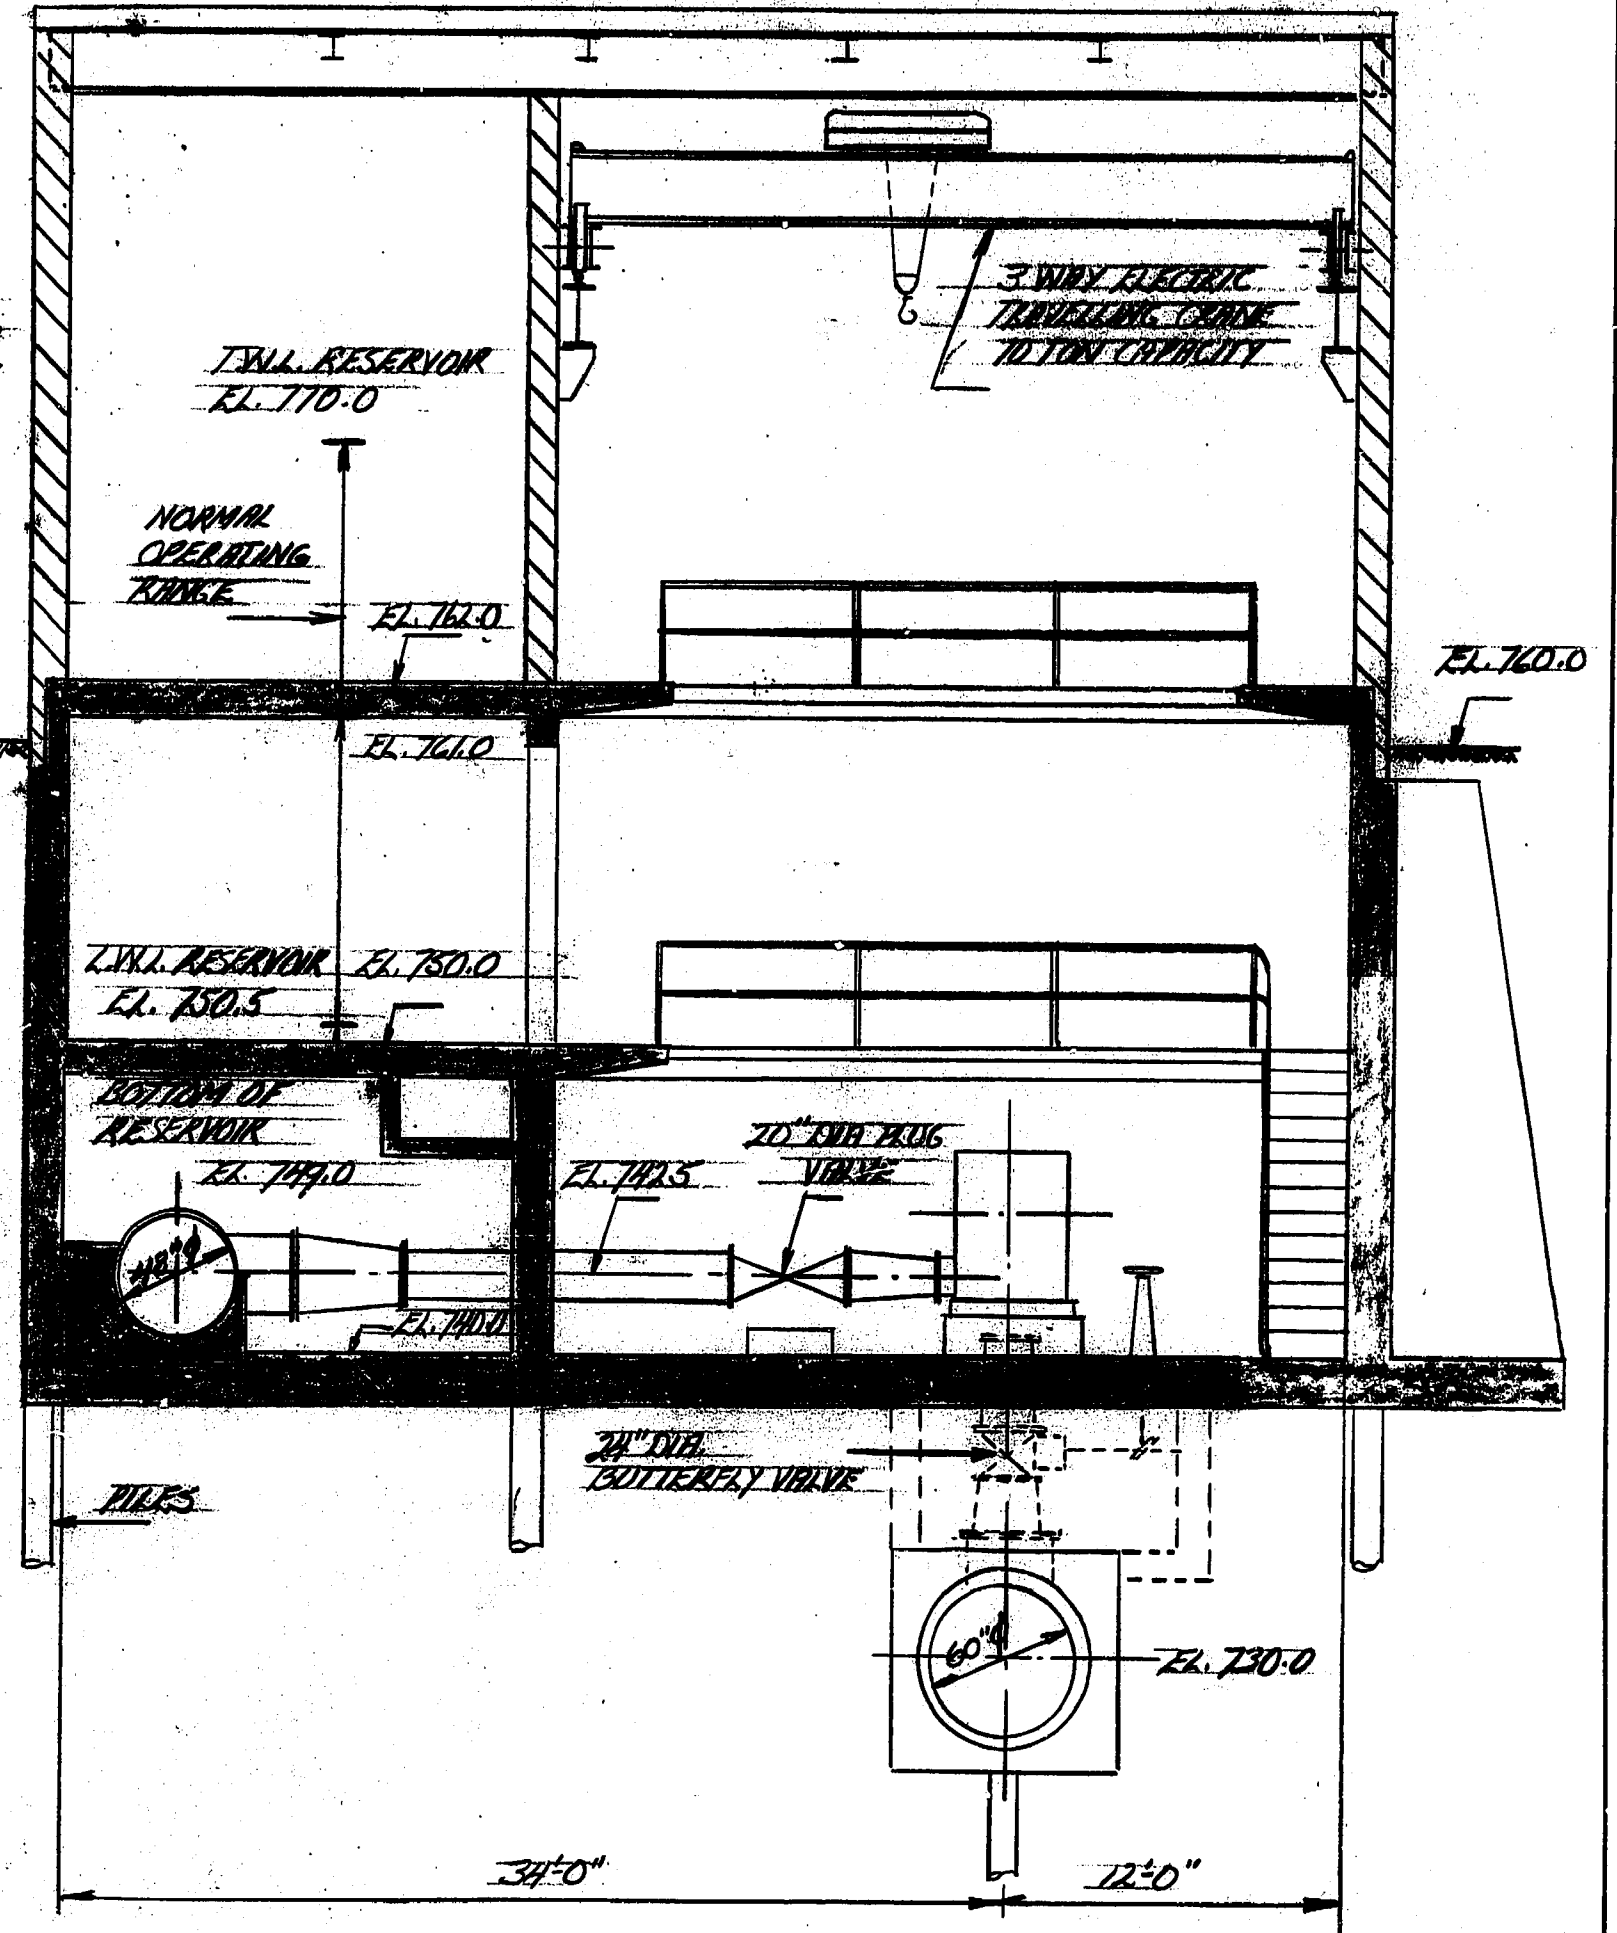 3 WAY ELECTRIC
TRAVELLING CRANE
10 TON CAPACITY
T.W.L. RESERVOIR
EL. 770.0
NORMAL
OPERATING
RANGE
EL. 762.0
EL. 760.0
EL. 761.0
L.W.L. RESERVOIR
EL. 750.5
EL. 750.0
BOTTOM OF
RESERVOIR
EL. 749.0
EL. 742.5
20" DIA PLUG
VALVE
48"φ
EL. 740.0
24" DIA.
BUTTERFLY VALVE
PILES
60"φ
EL. 730.0
34'-0"
12'-0"